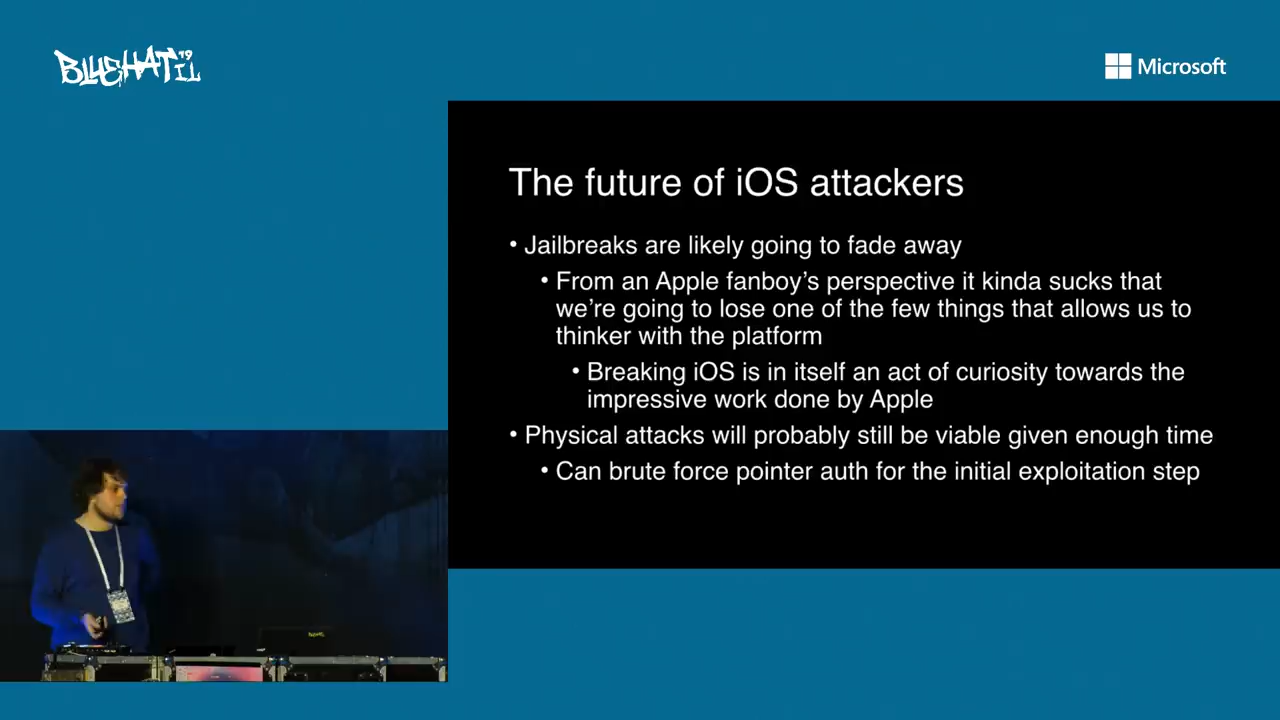 BLUEHAT IL 19
Microsoft
The future of iOS attackers
• Jailbreaks are likely going to fade away
• From an Apple fanboy’s perspective it kinda sucks that
we’re going to lose one of the few things that allows us to
thinker with the platform
• Breaking iOS is in itself an act of curiosity towards the
impressive work done by Apple
• Physical attacks will probably still be viable given enough time
• Can brute force pointer auth for the initial exploitation step